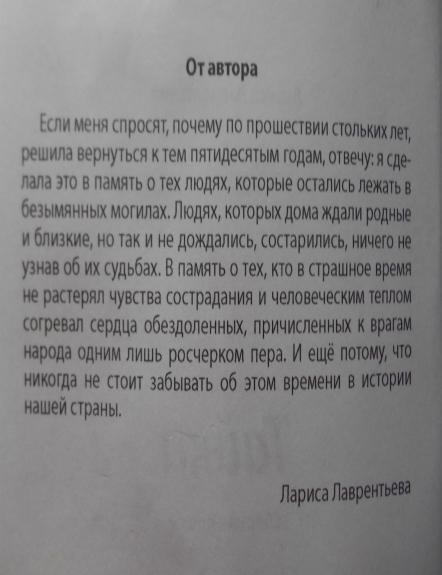 От автора
Если меня спросят, почему по прошествии стольких лет,
решила вернуться к тем пятидесятым годам, отвечу: я сде-
лала это в память о тех людях, которые остались лежать в
безымянных могилах. Людях, которых дома ждали родные
и близкие, но так и не дождались, состарились, ничего не
узнав об их судьбах. В память о тех, кто в страшное время
не растерял чувства сострадания и человеческим теплом
согревал сердца обездоленных, причисленных к врагам
народа одним лишь росчерком пера. И ещё потому, что
никогда не стоит забывать об этом времени в истории
нашей страны.
Лариса Лаврентьева